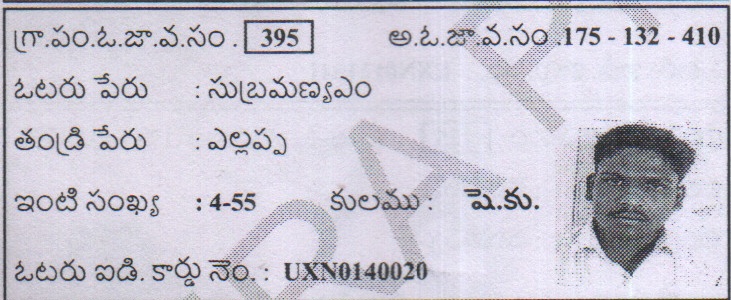 గ్రా.పం.ఓ.జా.వ.సం. 395 అ.ఓ.జా.వ.సం.175 - 132 - 410
ఓటరు పేరు : సుబ్రమణ్యఎం
తండ్రి పేరు : ఎల్లప్ప
ఇంటి సంఖ్య : 4-55 కులము : షె.కు.
ఓటరు ఐడి. కార్డు నెం. : UXN0140020